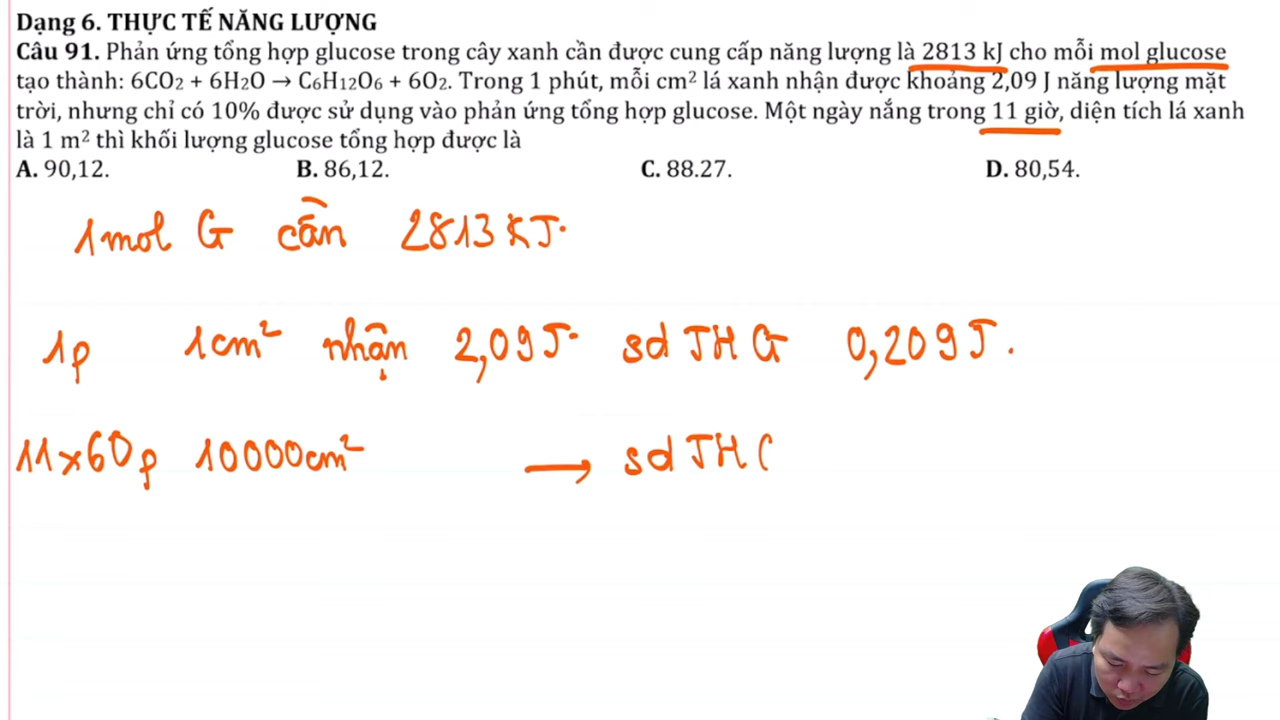 Dạng 6. THỰC TẾ NĂNG LƯỢNG
Câu 91. Phản ứng tổng hợp glucose trong cây xanh cần được cung cấp năng lượng là 2813 kJ cho mỗi mol glucose
tạo thành: 6CO₂ + 6H₂O → C₆H₁₂O₆ + 6O₂. Trong 1 phút, mỗi cm² lá xanh nhận được khoảng 2,09 J năng lượng mặt
trời, nhưng chỉ có 10% được sử dụng vào phản ứng tổng hợp glucose. Một ngày nắng trong 11 giờ, diện tích lá xanh
là 1 m² thì khối lượng glucose tổng hợp được là
A. 90,12. B. 86,12. C. 88.27. D. 80,54.
1mol G cần 2813 KJ.
1p 1cm² nhận 2,09J. sd TH G 0,209J.
11x60p 10000cm² → sd TH (